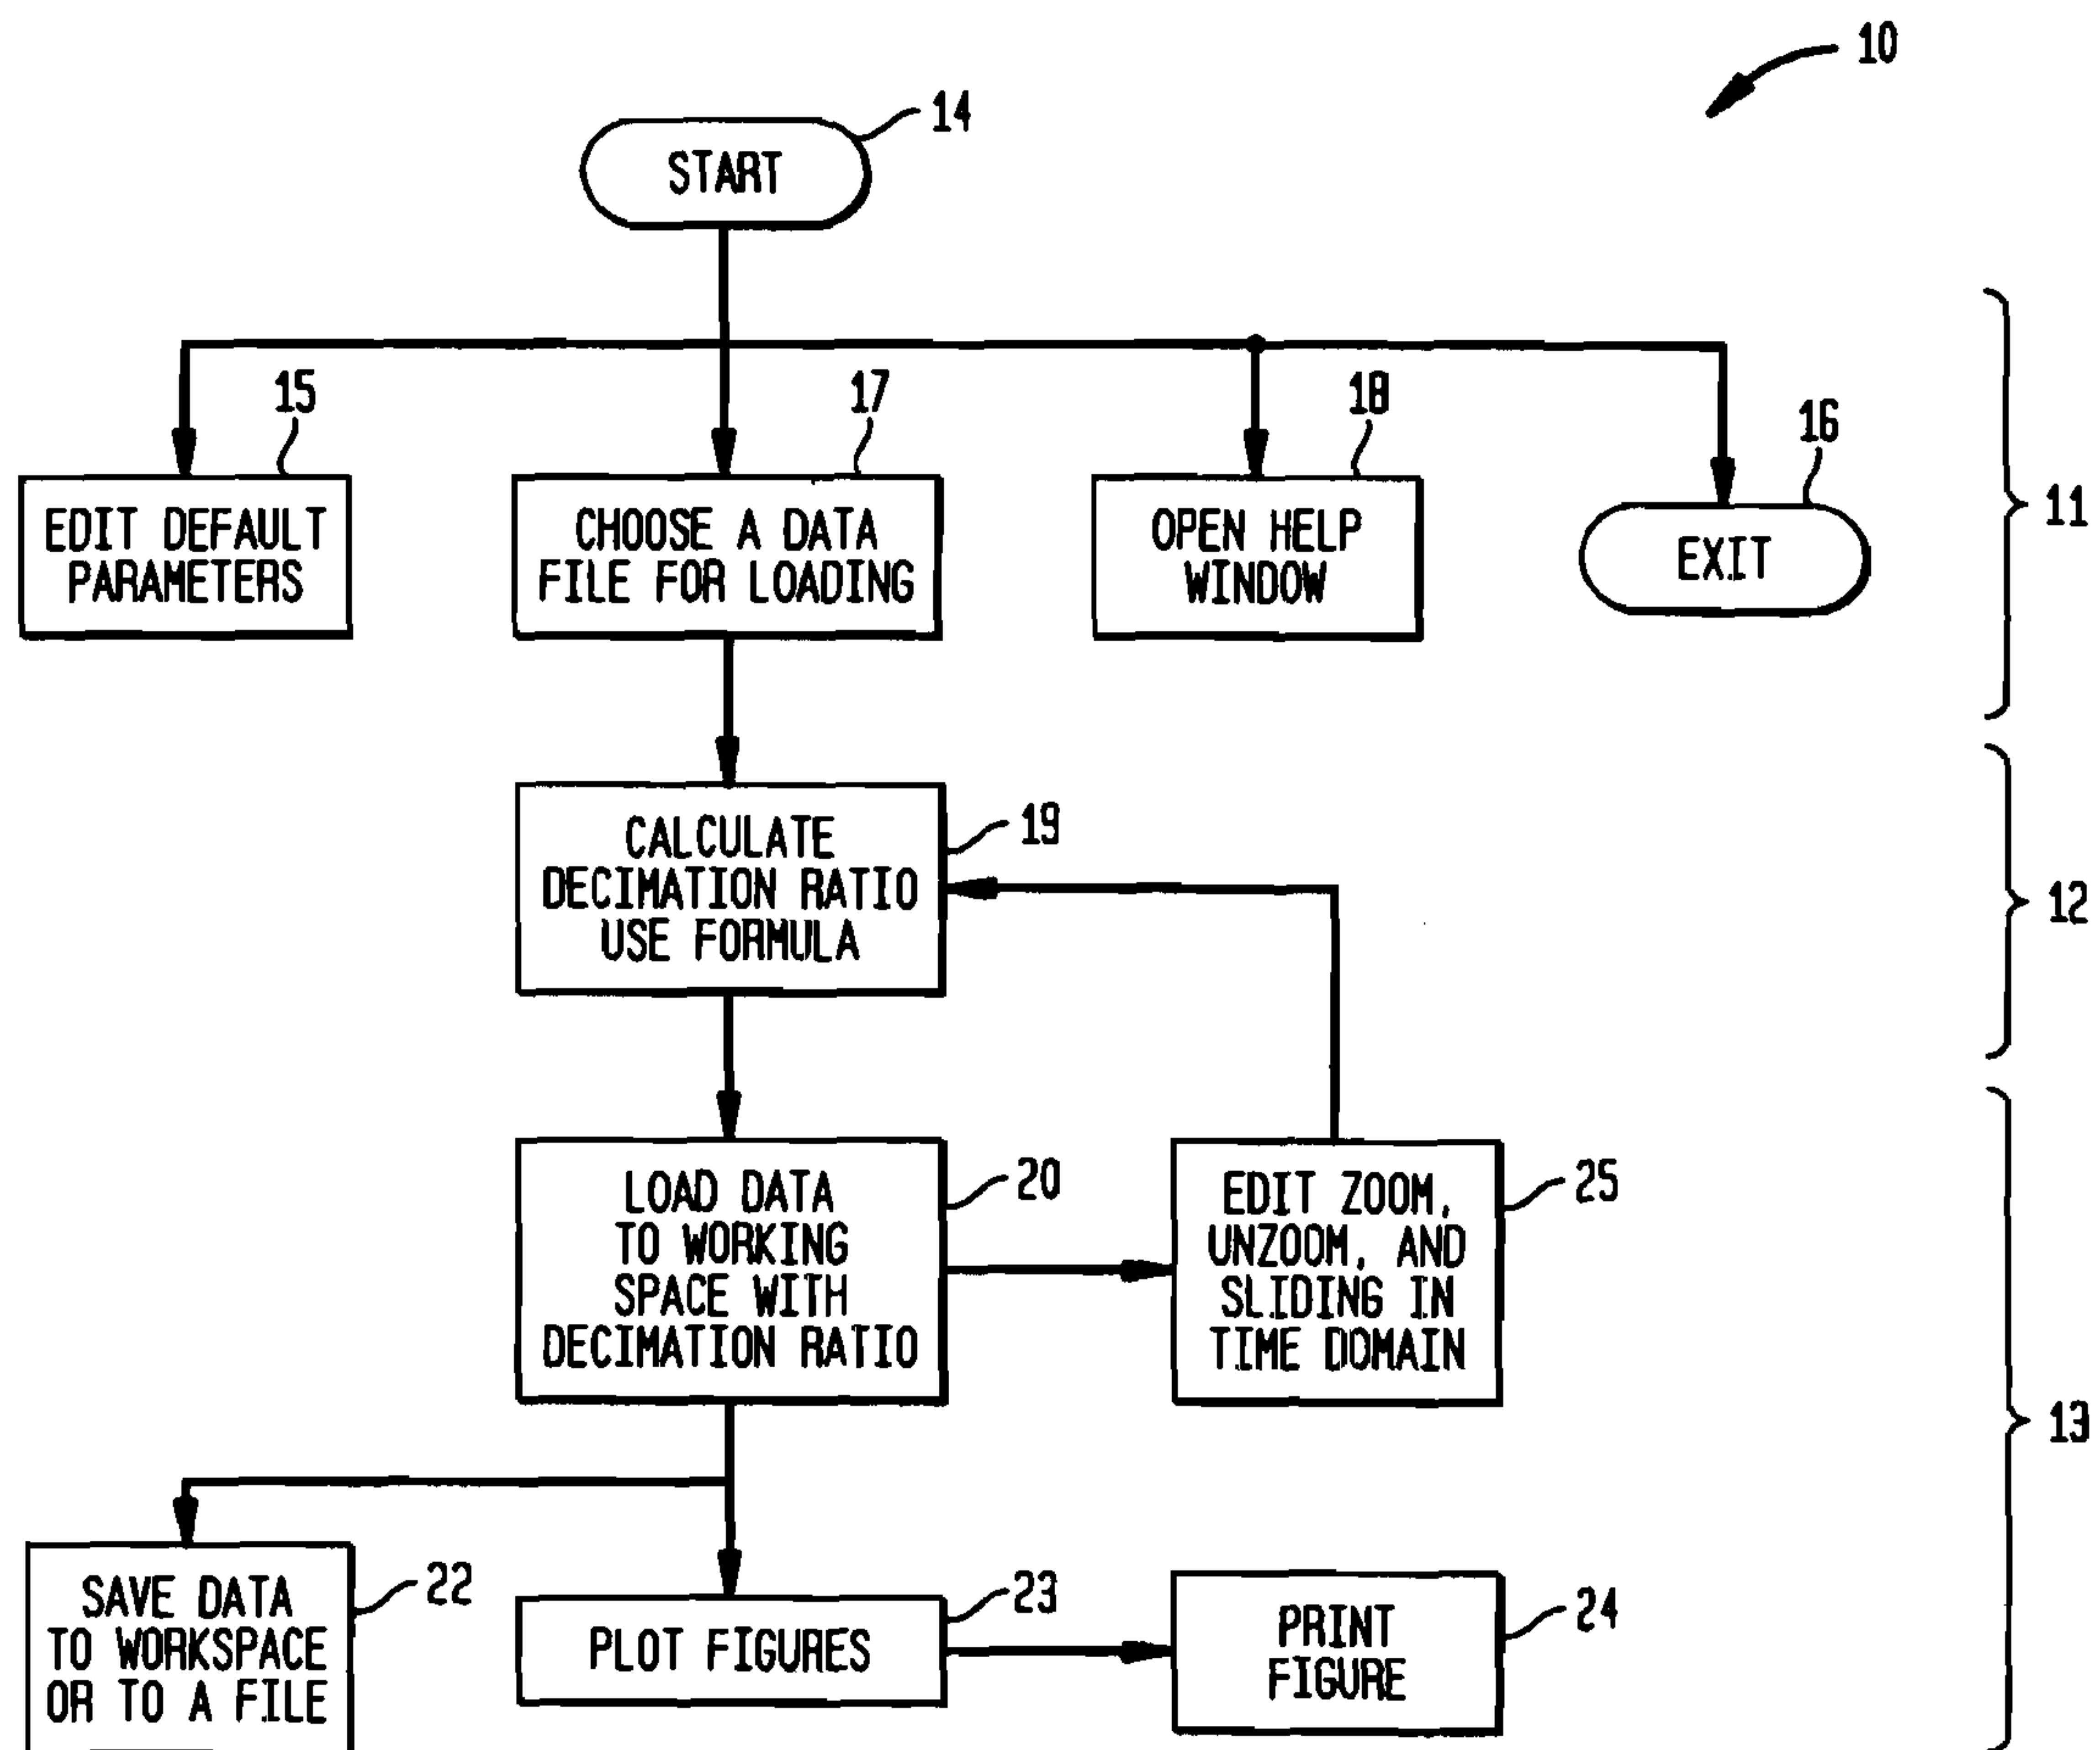 10
14
START
15
17
18
16
EDIT DEFAULT
PARAMETERS
CHOOSE A DATA
FILE FOR LOADING
OPEN HELP
WINDOW
EXIT
11
CALCULATE
DECIMATION RATIO
USE FORMULA
19
12
LOAD DATA
TO WORKING
SPACE WITH
DECIMATION RATIO
20
EDIT ZOOM,
UNZOOM, AND
SLIDING IN
TIME DOMAIN
25
13
SAVE DATA
TO WORKSPACE
OR TO A FILE
22
PLOT FIGURES
23
PRINT
FIGURE
24